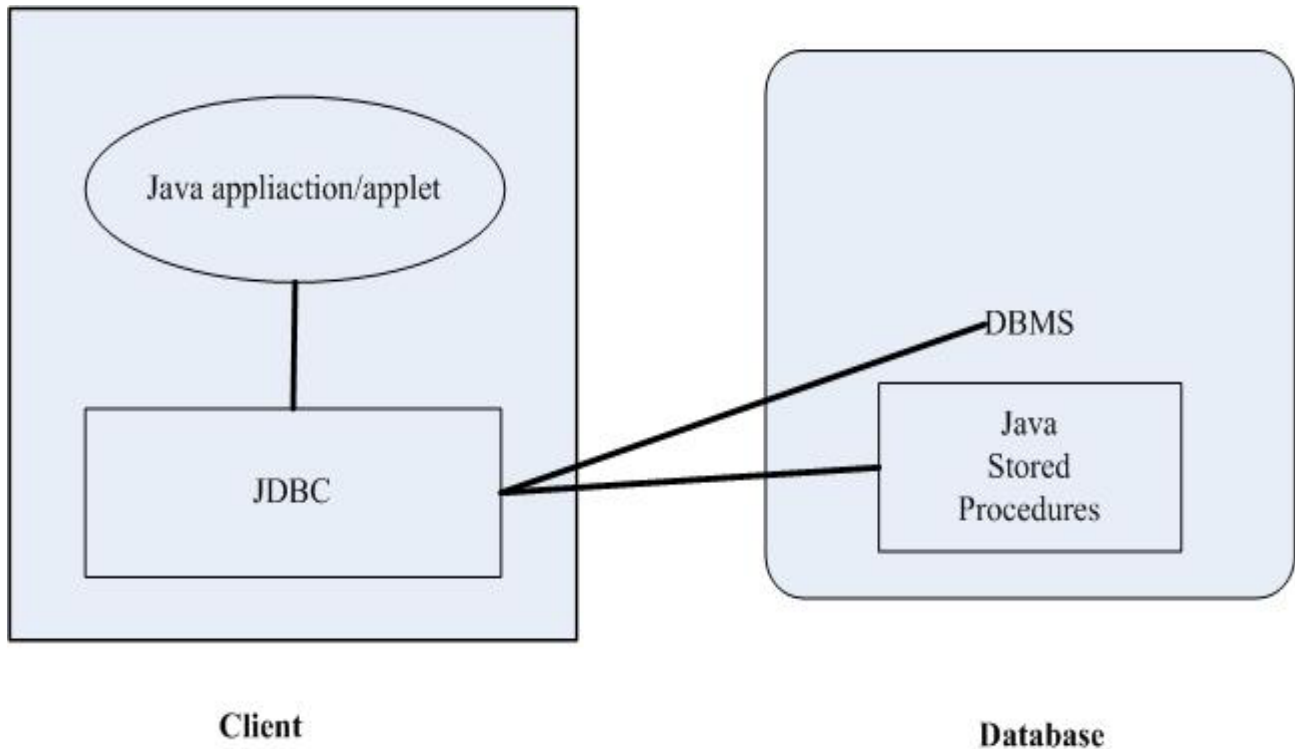 Java appliaction/applet
JDBC
DBMS
Java
Stored
Procedures
Client
Database